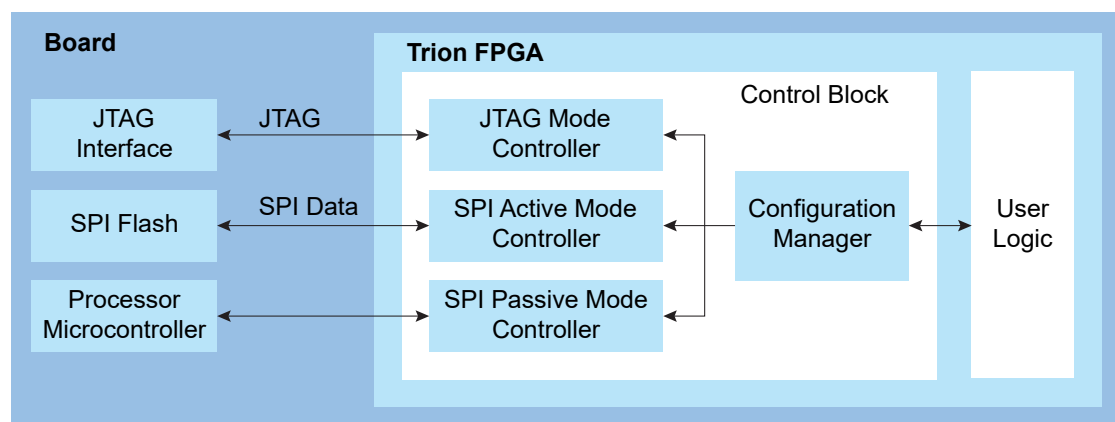 Board
Trion FPGA
Control Block
JTAG
Interface
JTAG
JTAG Mode
Controller
SPI Flash
SPI Data
SPI Active Mode
Controller
Configuration
Manager
User
Logic
Processor
Microcontroller
SPI Passive Mode
Controller